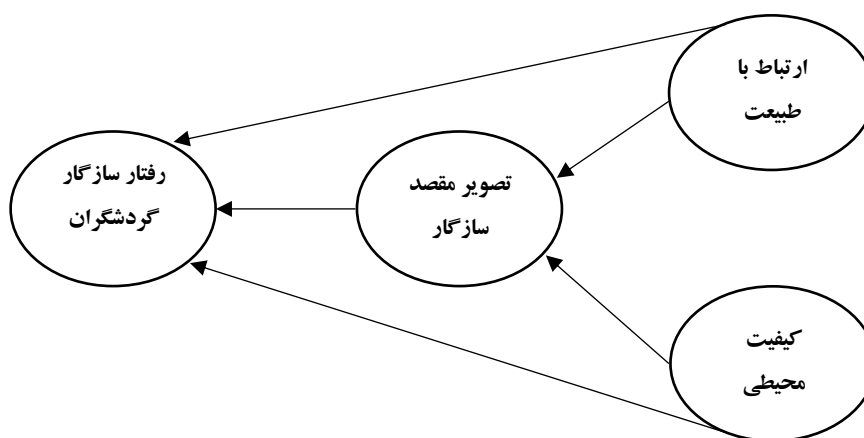 ارتباط با
طبیعت
تصویر مقصد
سازگار
رفتار سازگار
گردشگران
کیفیت
محیطی